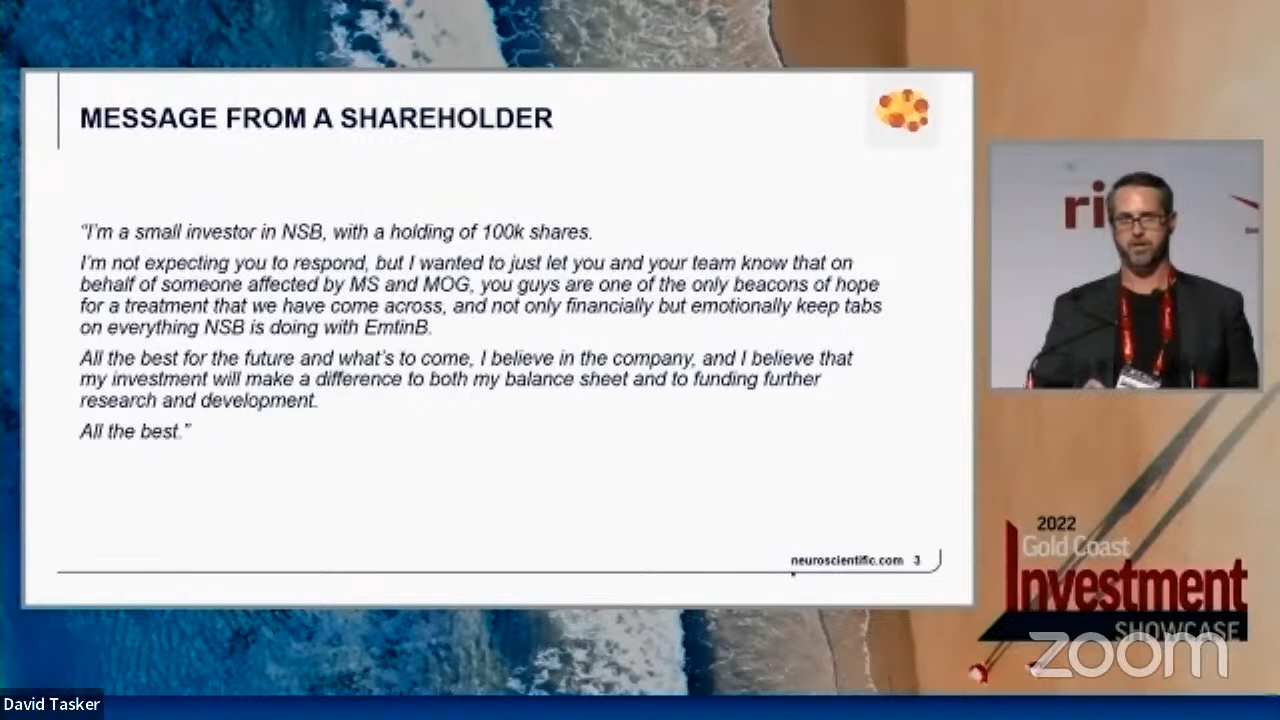 MESSAGE FROM A SHAREHOLDER
"I'm a small investor in NSB, with a holding of 100k shares.
I'm not expecting you to respond, but I wanted to just let you and your team know that on
behalf of someone affected by MS and MOG, you guys are one of the only beacons of hope
for a treatment that we have come across, and not only financially but emotionally keep tabs
on everything NSB is doing with EmtinB.
All the best for the future and what's to come, I believe in the company, and I believe that
my investment will make a difference to both my balance sheet and to funding further
research and development.
All the best."
neuroscientific.com 3
ri
2022
Gold Coast
Investment
SHOWCASE
zoom
David Tasker